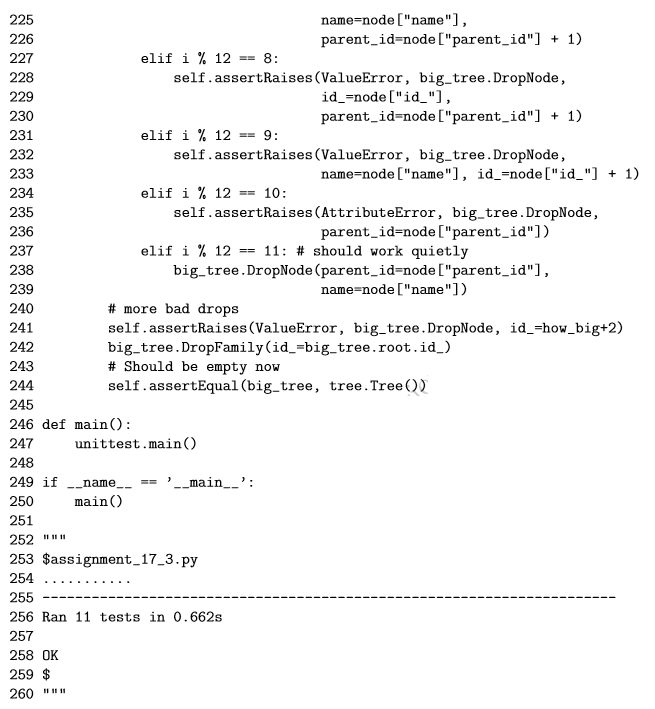 225                                  name=node["name"],
226                                  parent_id=node["parent_id"] + 1)
227            elif i % 12 == 8:
228                self.assertRaises(ValueError, big_tree.DropNode,
229                                  id_=node["id_"],
230                                  parent_id=node["parent_id"] + 1)
231            elif i % 12 == 9:
232                self.assertRaises(ValueError, big_tree.DropNode,
233                                  name=node["name"], id_=node["id_"] + 1)
234            elif i % 12 == 10:
235                self.assertRaises(AttributeError, big_tree.DropNode,
236                                  parent_id=node["parent_id"])
237            elif i % 12 == 11: # should work quietly
238                big_tree.DropNode(parent_id=node["parent_id"],
239                                  name=node["name"])
240        # more bad drops
241        self.assertRaises(ValueError, big_tree.DropNode, id_=how_big+2)
242        big_tree.DropFamily(id_=big_tree.root.id_)
243        # Should be empty now
244        self.assertEqual(big_tree, tree.Tree())
245
246 def main():
247     unittest.main()
248
249 if __name__ == '__main__':
250     main()
251
252 """
253 $assignment_17_3.py
254 ...........
255 ----------------------------------------------------------------------
256 Ran 11 tests in 0.662s
257
258 OK
259 $
260 """